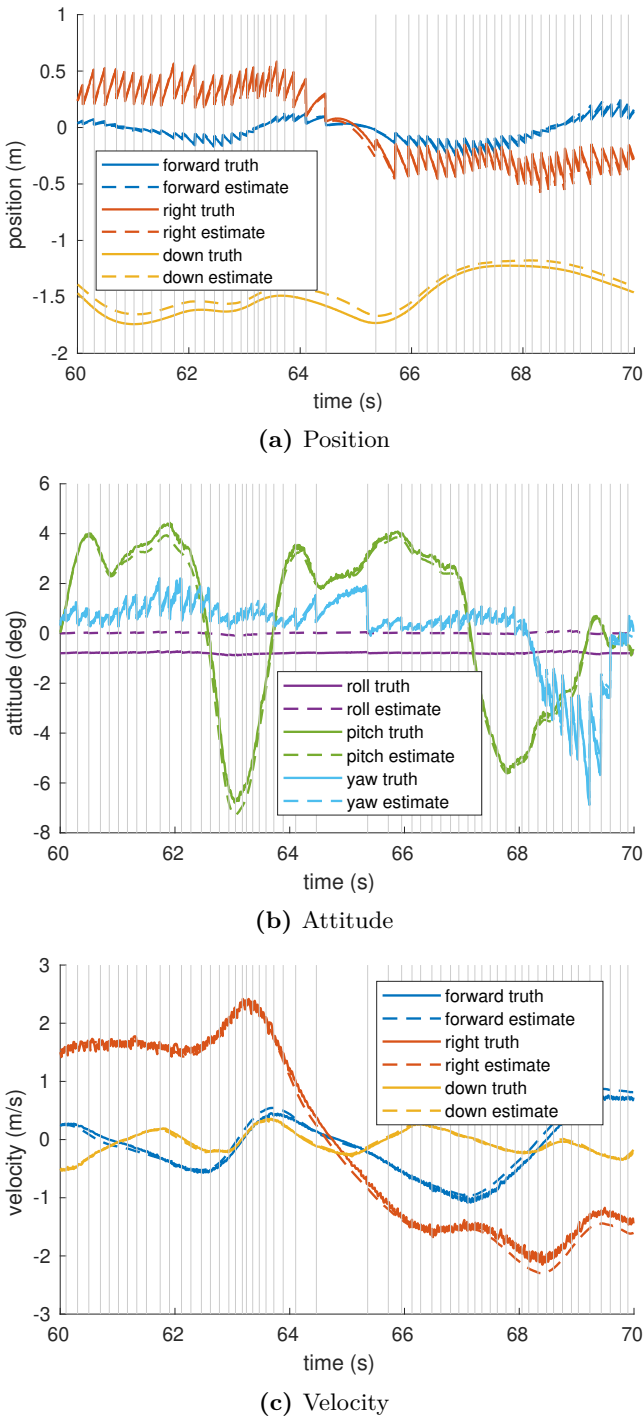 1
0.5
0
-0.5
-1
-1.5
-2
position (m)
forward truth
forward estimate
right truth
right estimate
down truth
down estimate
60 62 64 66 68 70
time (s)
(a) Position
6
4
2
0
-2
-4
-6
-8
attitude (deg)
roll truth
roll estimate
pitch truth
pitch estimate
yaw truth
yaw estimate
60 62 64 66 68 70
time (s)
(b) Attitude
3
2
1
0
-1
-2
-3
velocity (m/s)
forward truth
forward estimate
right truth
right estimate
down truth
down estimate
60 62 64 66 68 70
time (s)
(c) Velocity